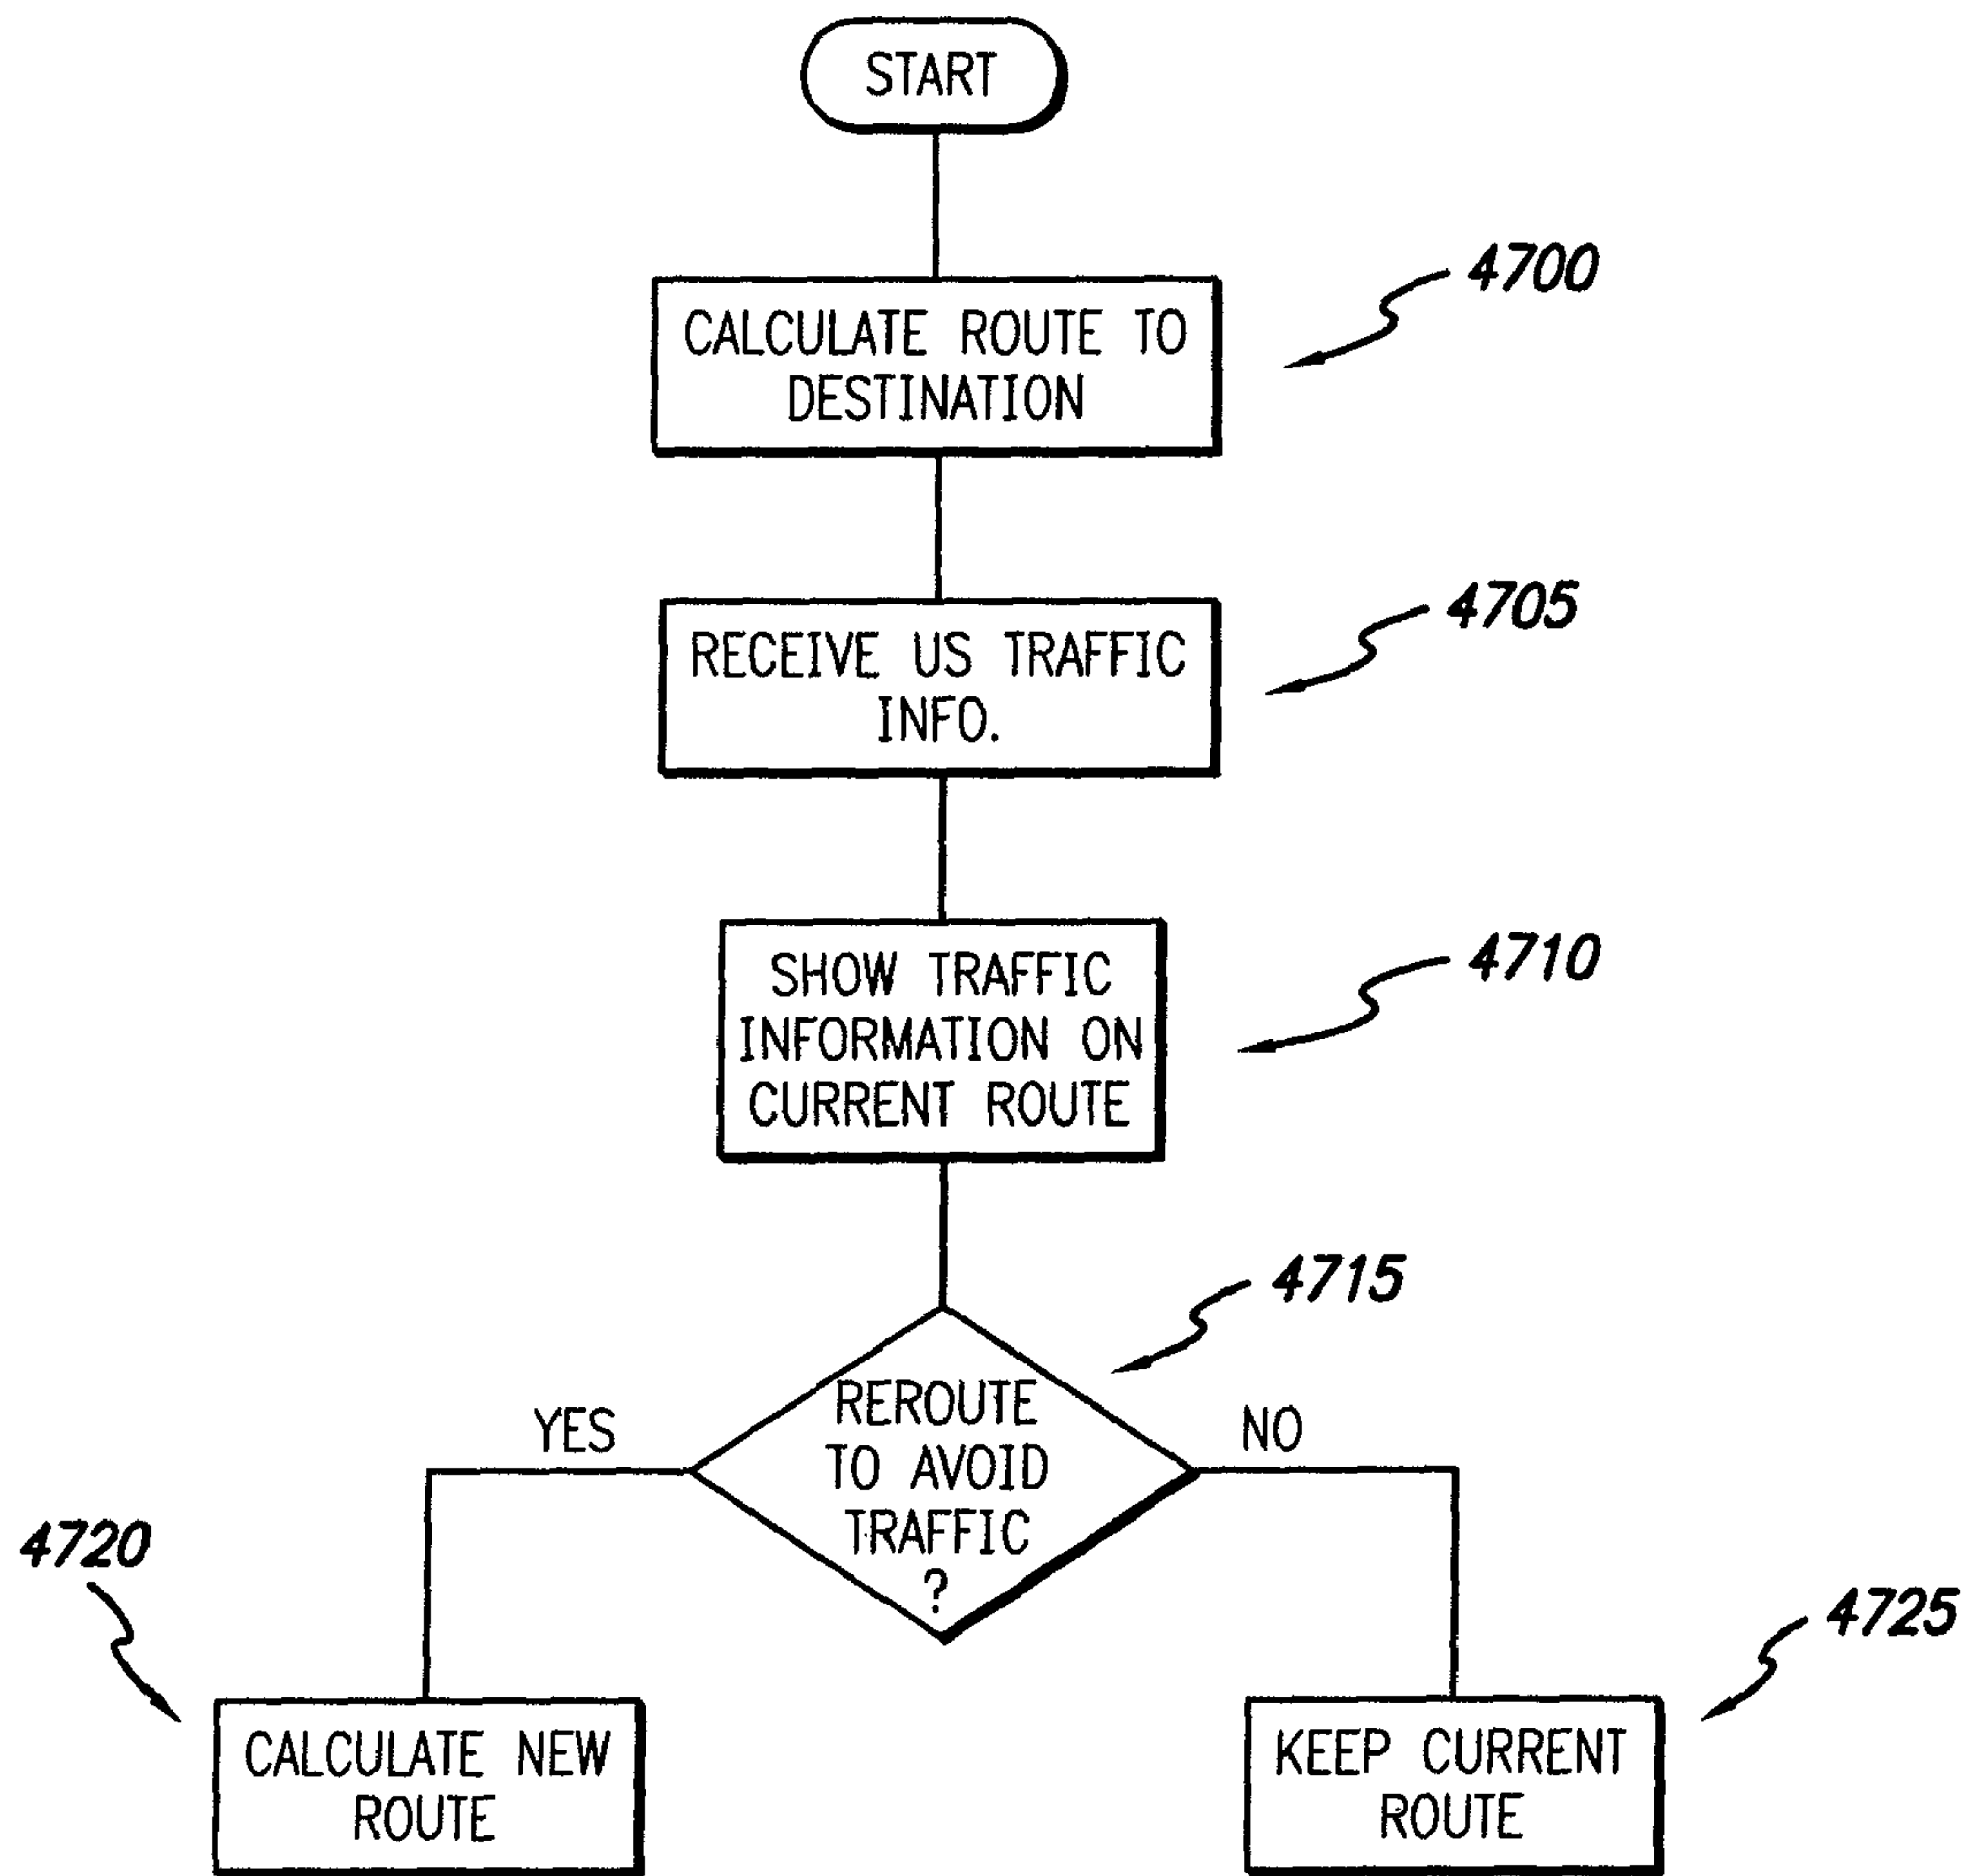 START
4700
CALCULATE ROUTE TO
DESTINATION
4705
RECEIVE US TRAFFIC
INFO.
4710
SHOW TRAFFIC
INFORMATION ON
CURRENT ROUTE
4715
REROUTE
TO AVOID
TRAFFIC
?
YES
NO
4720
CALCULATE NEW
ROUTE
4725
KEEP CURRENT
ROUTE